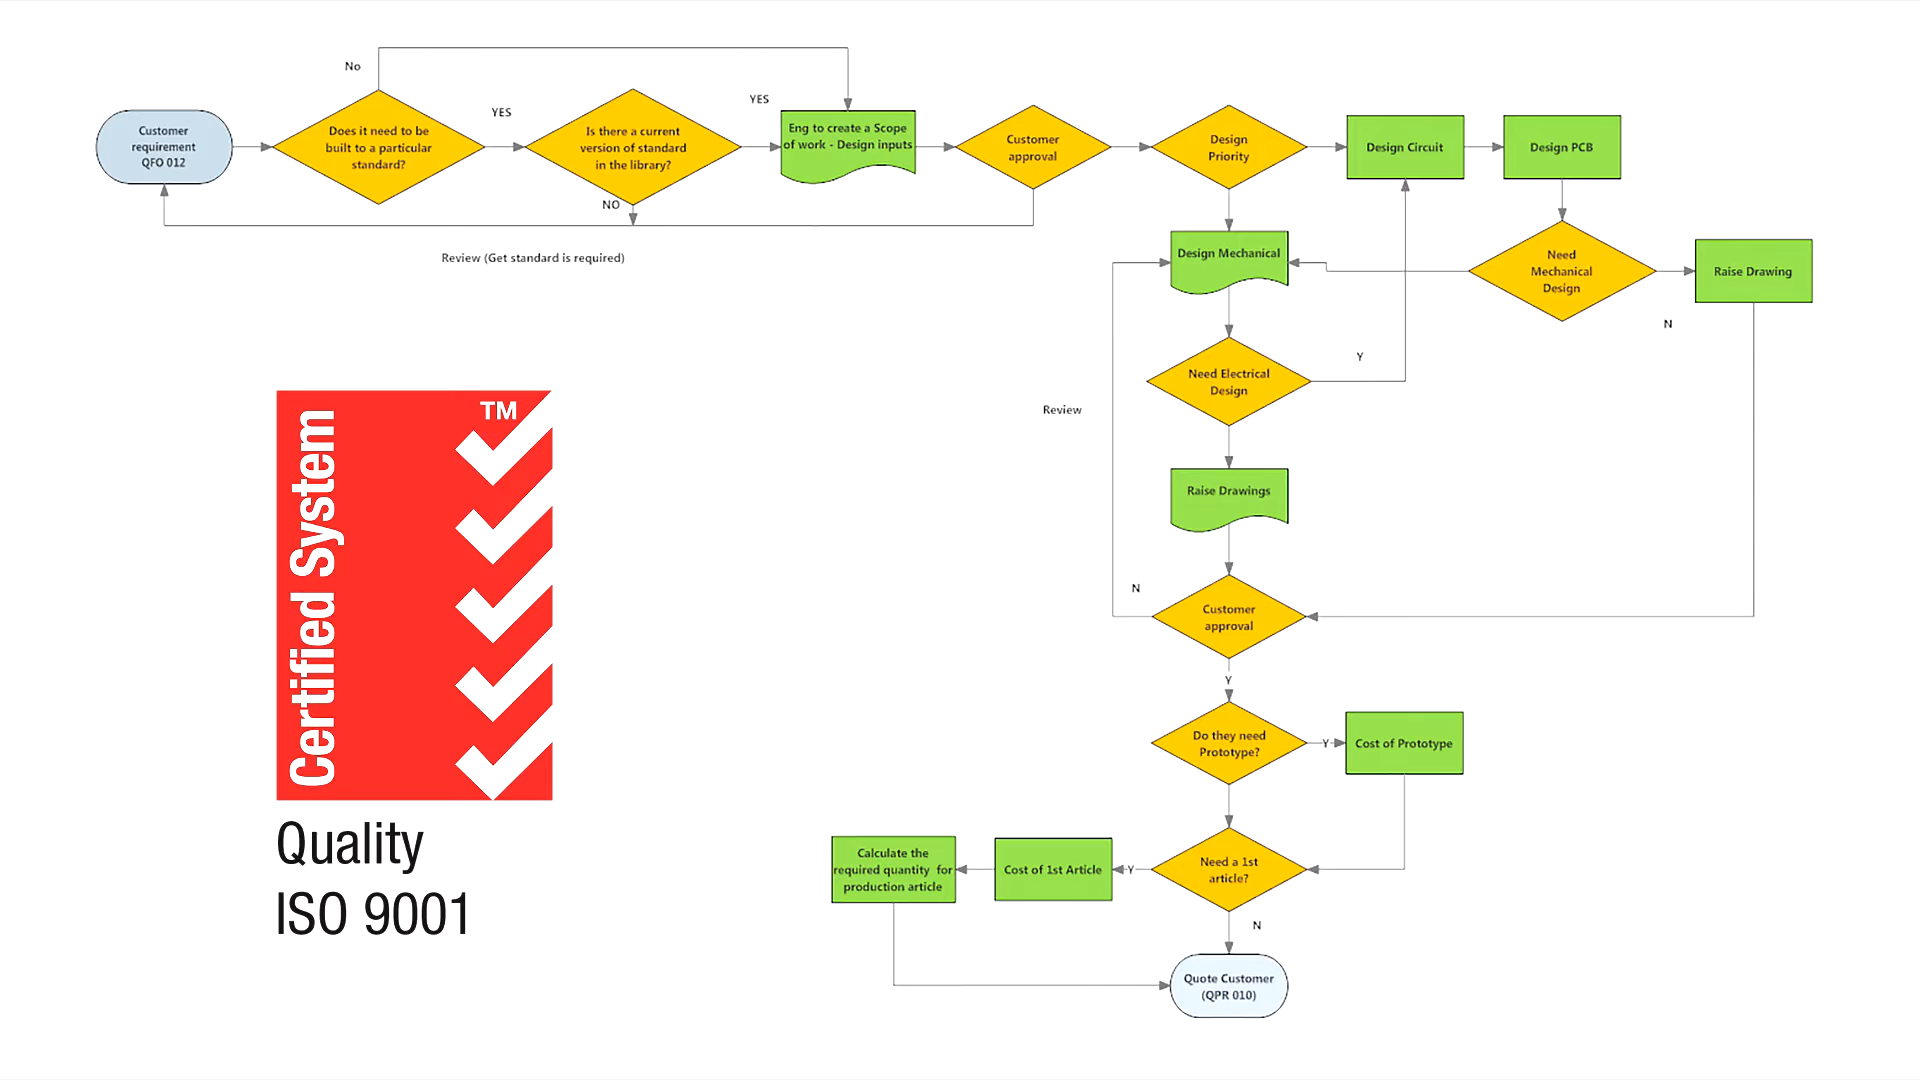 No
YES
YES
Customer
requirement
QFO 012
Does it need to be
built to a particular
standard?
Is there a current
version of standard
in the library?
Eng to create a Scope
of work - Design inputs
Customer
approval
Design
Priority
Design Circuit
Design PCB
NO
Review (Get standard is required)
Design Mechanical
Need
Mechanical
Design
Raise Drawing
N
Y
Need Electrical
Design
Review
Raise Drawings
N
Customer
approval
Y
Do they need
Prototype?
Y
Cost of Prototype
Calculate the
required quantity for
production article
Cost of 1st Article
Y
Need a 1st
article?
N
Quote Customer
(QPR 010)
TM
Certified System
Quality
ISO 9001